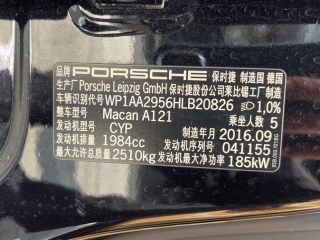 品牌 PORSCHE 保时捷 制造国 德国
生产厂 Porsche Leipzig GmbH 保时捷股份公司莱比锡工厂制造
车辆识别代号 WP1AA2956HLB20826 1,0%
整车型号 Macan A121 乘坐人数 5
发动机型号 CYP 制造年月 2016.09
发动机排量 1984cc 发动机序列号 041155
最大允许总质量 2510kg 发动机最大净功率 185kW